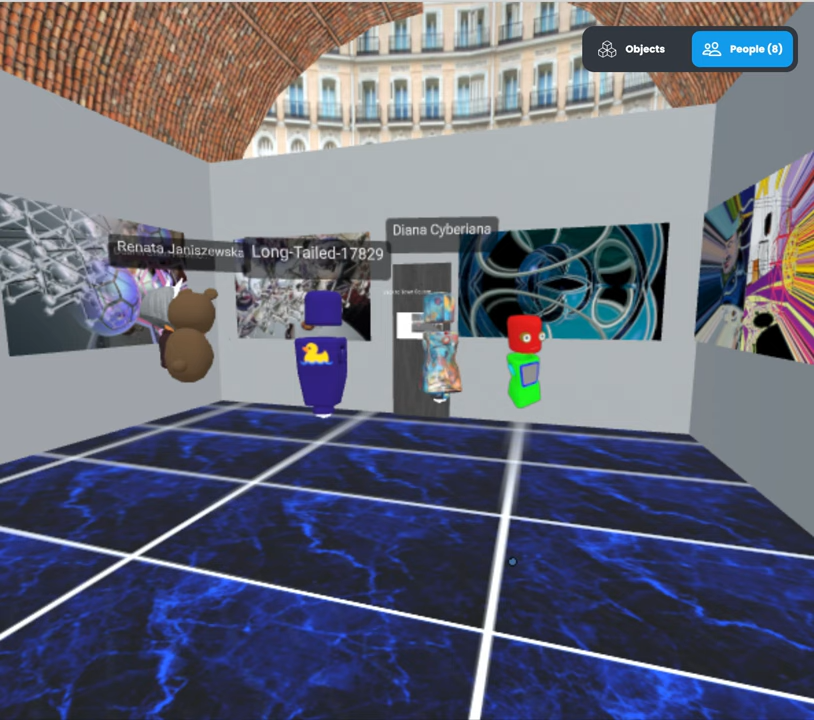 Objects
People (8)
Diana Cyberiana
Renata Janiszewska
Long-Tailed-17829